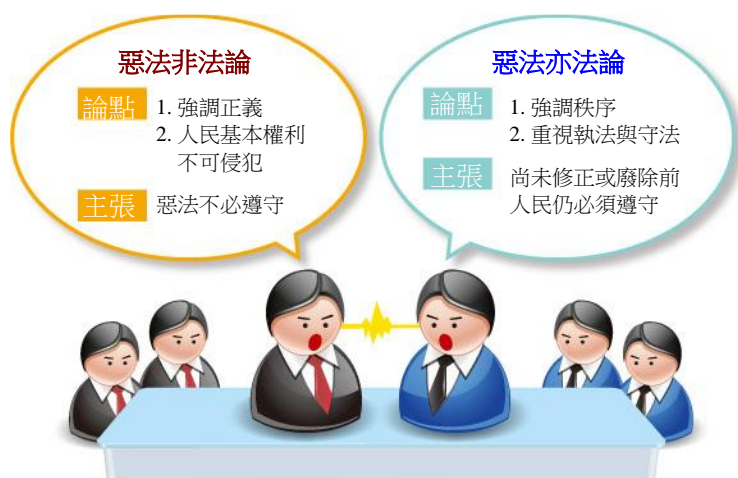 惡法非法論
論點 1. 強調正義
2. 人民基本權利
不可侵犯
主張 惡法不必遵守
惡法亦法論
論點 1. 強調秩序
2. 重視執法與守法
主張 尚未修正或廢除前
人民仍必須遵守